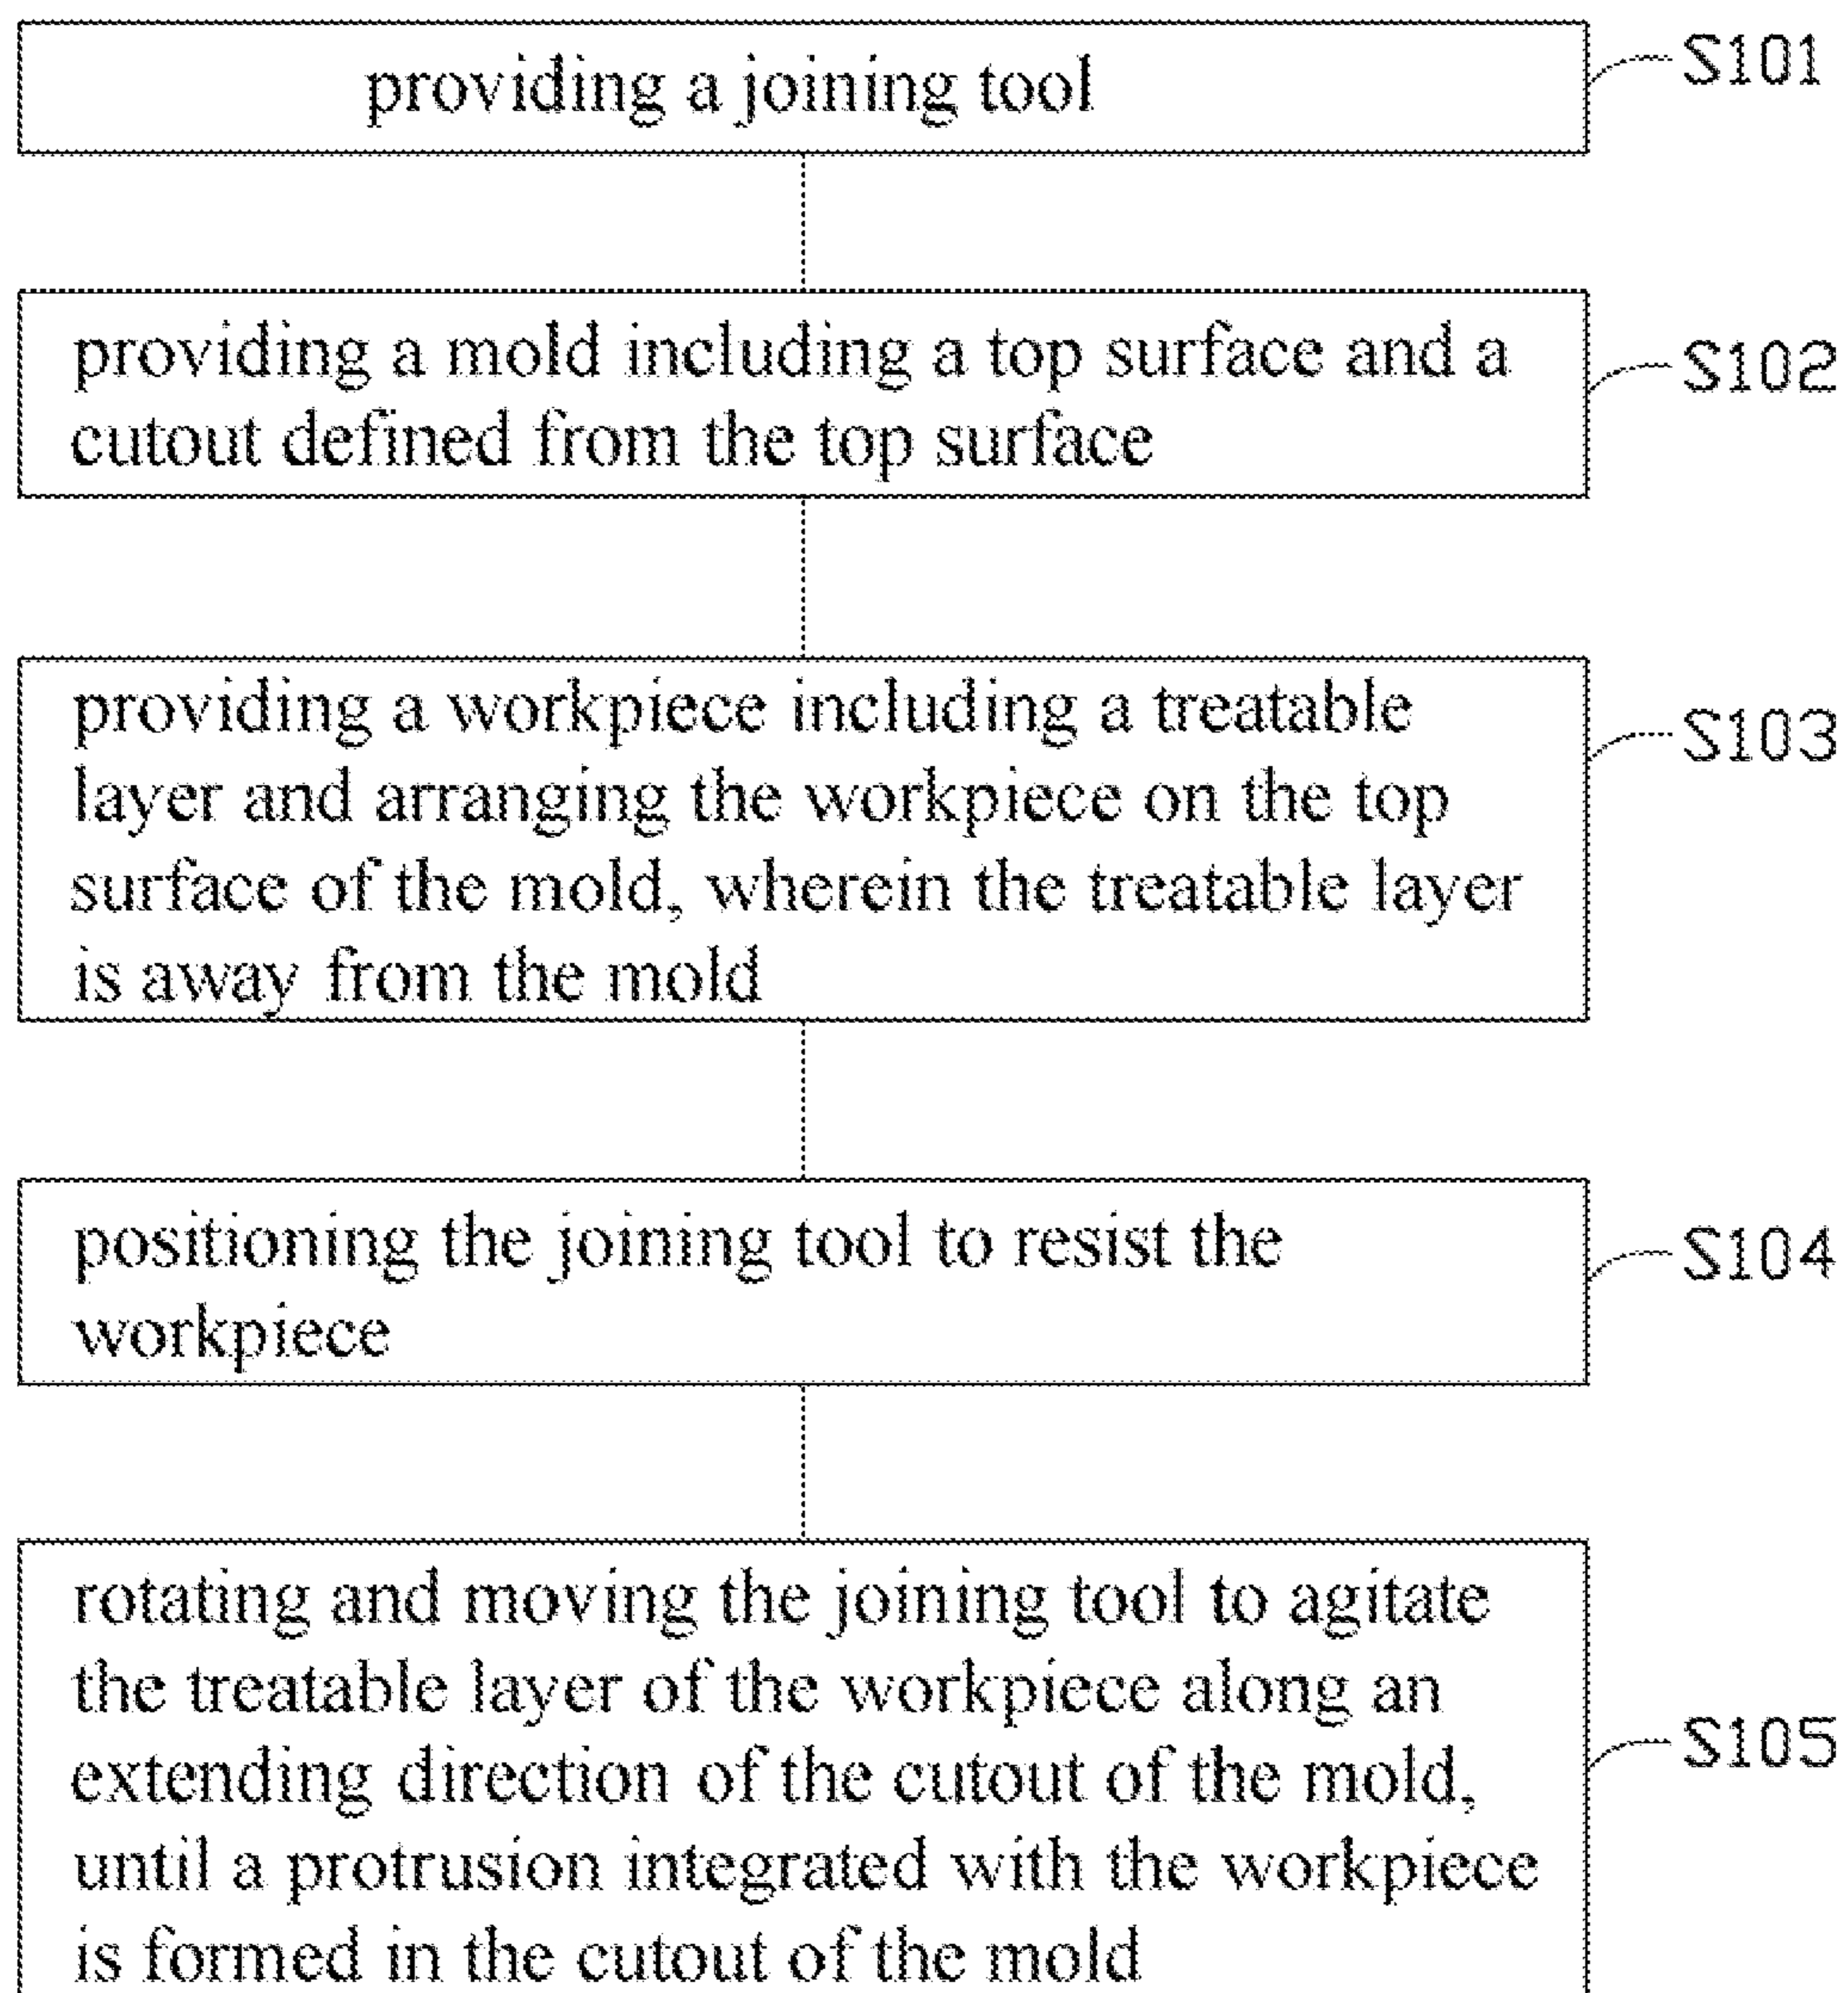 providing a joining tool
S101
providing a mold including a top surface and a
cutout defined from the top surface
S102
providing a workpiece including a treatable
layer and arranging the workpiece on the top
surface of the mold, wherein the treatable layer
is away from the mold
S103
positioning the joining tool to resist the
workpiece
S104
rotating and moving the joining tool to agitate
the treatable layer of the workpiece along an
extending direction of the cutout of the mold,
until a protrusion integrated with the workpiece
is formed in the cutout of the mold
S105